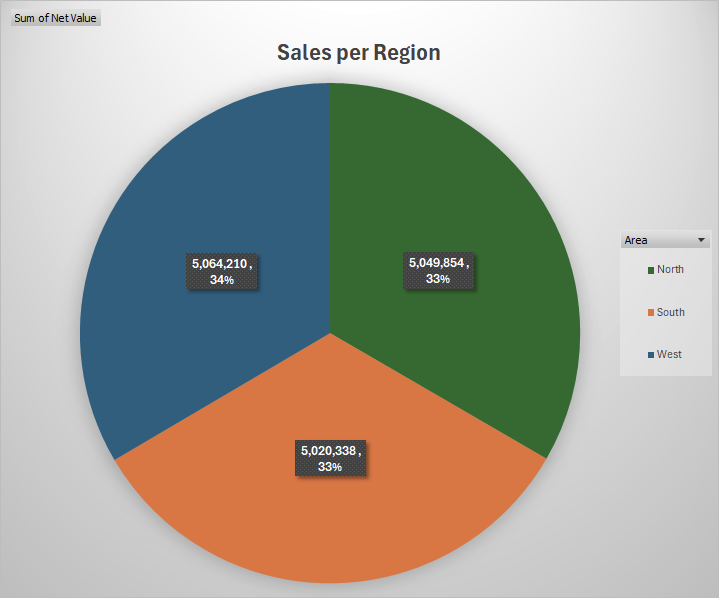 Sum of Net Value
Sales per Region
5,064,210 ,
34%
5,049,854 ,
33%
5,020,338 ,
33%
Area
North
South
West